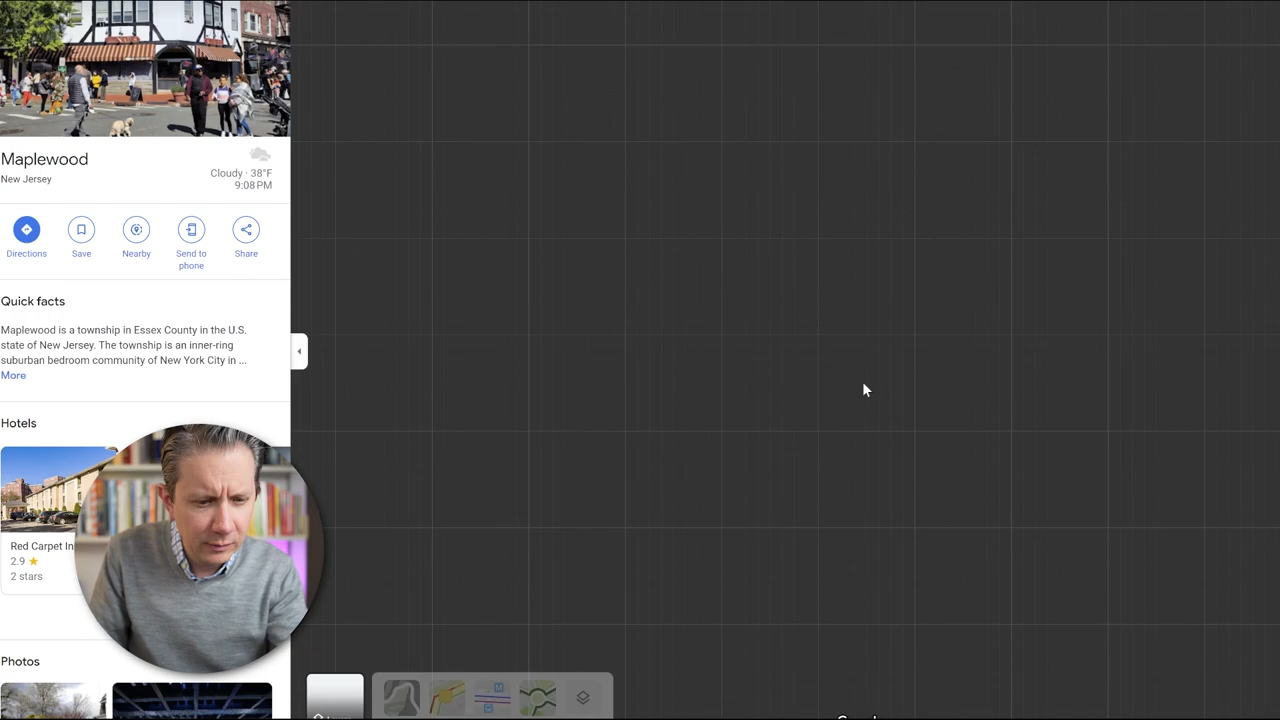 Maplewood
New Jersey
Cloudy · 38°F
9:08 PM
Directions
Save
Nearby
Send to
phone
Share
Quick facts
Maplewood is a township in Essex County in the U.S.
state of New Jersey. The township is an inner-ring
suburban bedroom community of New York City in ...
More
Hotels
Red Carpet In
2.9
2 stars
Photos